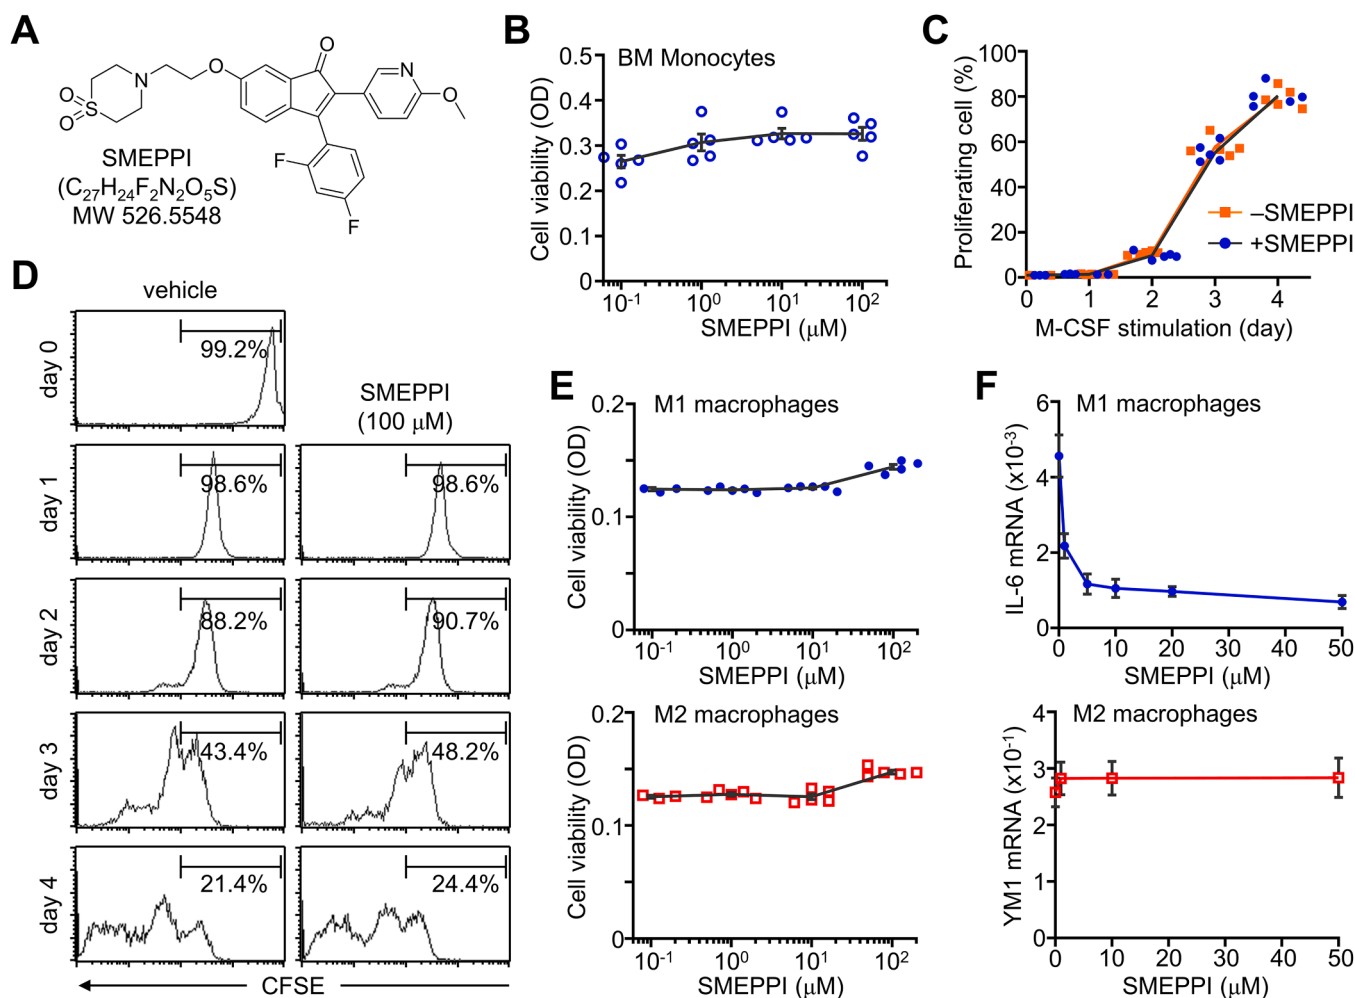 A
O
N
O
N
O
O
S
O
F
F
SMEPPI
(C₂₇H₂₄F₂N₂O₅S)
MW 526.5548
B
BM Monocytes
Cell viability (OD)
0.5
0.4
0.3
0.2
0.1
0
10⁻¹ 10⁰ 10¹ 10²
SMEPPI (μM)
C
Proliferating cell (%)
100
80
60
40
20
0
–SMEPPI
+SMEPPI
0 1 2 3 4
M-CSF stimulation (day)
D
vehicle
SMEPPI
(100 μM)
day 0
99.2%
day 1
98.6%
98.6%
day 2
88.2%
90.7%
day 3
43.4%
48.2%
day 4
21.4%
24.4%
CFSE
E
M1 macrophages
Cell viability (OD)
0.2
0.1
0
10⁻¹ 10⁰ 10¹ 10²
SMEPPI (μM)
M2 macrophages
Cell viability (OD)
0.2
0.1
0
10⁻¹ 10⁰ 10¹ 10²
SMEPPI (μM)
F
M1 macrophages
IL-6 mRNA (x10⁻³)
6
4
2
0
0 10 20 30 40 50
SMEPPI (μM)
M2 macrophages
YM1 mRNA (x10⁻¹)
4
3
2
1
0
0 10 20 30 40 50
SMEPPI (μM)